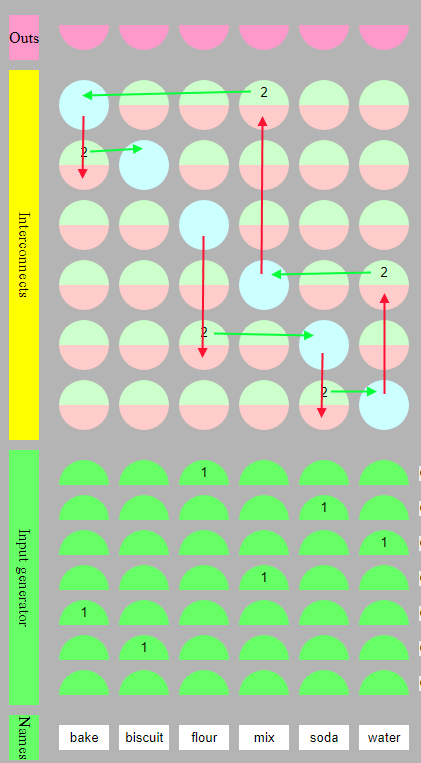 Outs
Interconnects
2
2
2
2
2
Input generator
1
1
1
1
1
1
Names
bake biscuit flour mix soda water